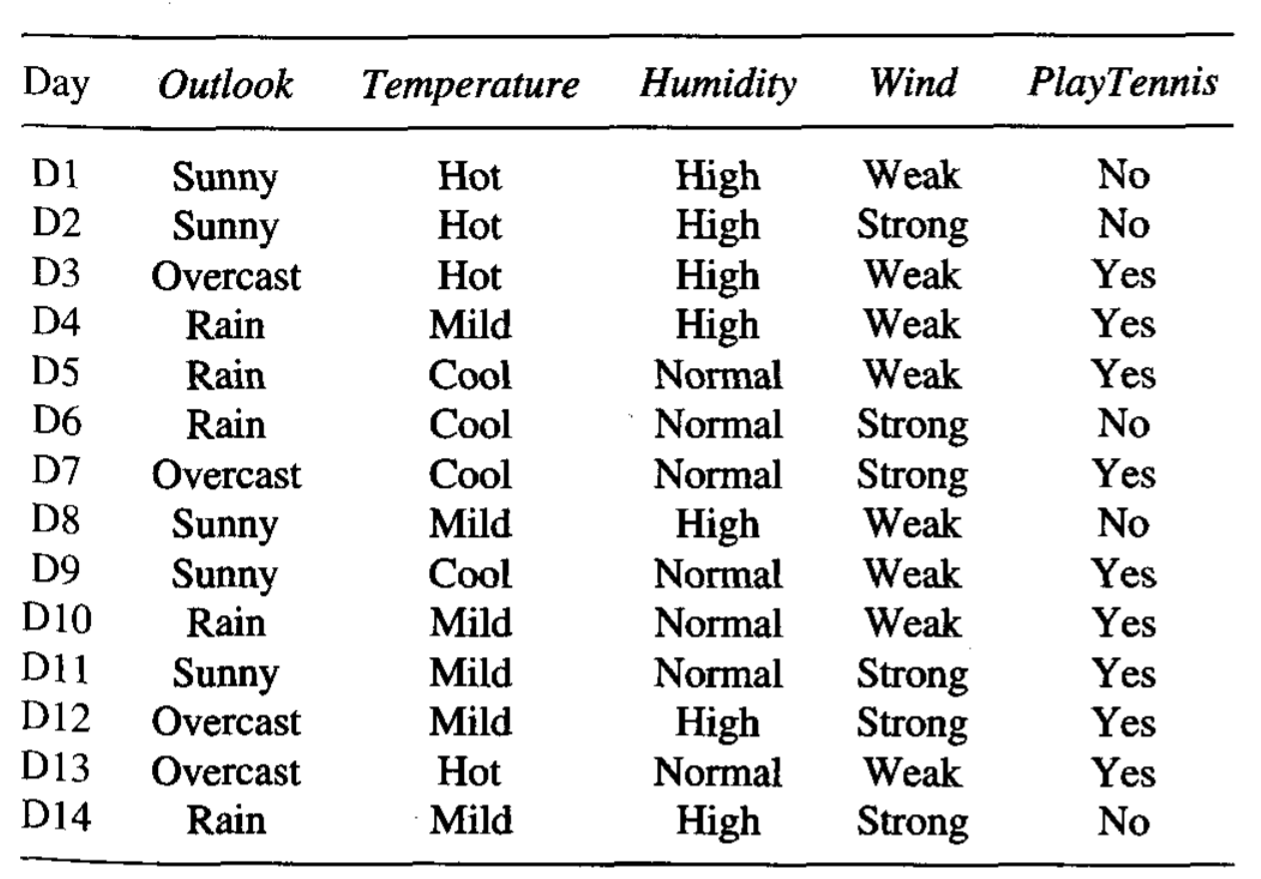 Day Outlook Temperature Humidity Wind PlayTennis
D1 Sunny Hot High Weak No
D2 Sunny Hot High Strong No
D3 Overcast Hot High Weak Yes
D4 Rain Mild High Weak Yes
D5 Rain Cool Normal Weak Yes
D6 Rain Cool Normal Strong No
D7 Overcast Cool Normal Strong Yes
D8 Sunny Mild High Weak No
D9 Sunny Cool Normal Weak Yes
D10 Rain Mild Normal Weak Yes
D11 Sunny Mild Normal Strong Yes
D12 Overcast Mild High Strong Yes
D13 Overcast Hot Normal Weak Yes
D14 Rain Mild High Strong No